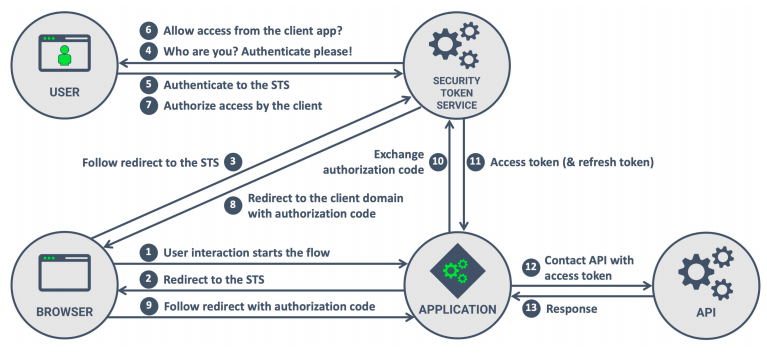 6 Allow access from the client app?
4 Who are you? Authenticate please!
USER
5 Authenticate to the STS
7 Authorize access by the client
SECURITY
TOKEN
SERVICE
Follow redirect to the STS 3
8 Redirect to the client domain
with authorization code
Exchange
authorization code 10
11 Access token (& refresh token)
1 User interaction starts the flow
2 Redirect to the STS
9 Follow redirect with authorization code
BROWSER
APPLICATION
12 Contact API with
access token
13 Response
API